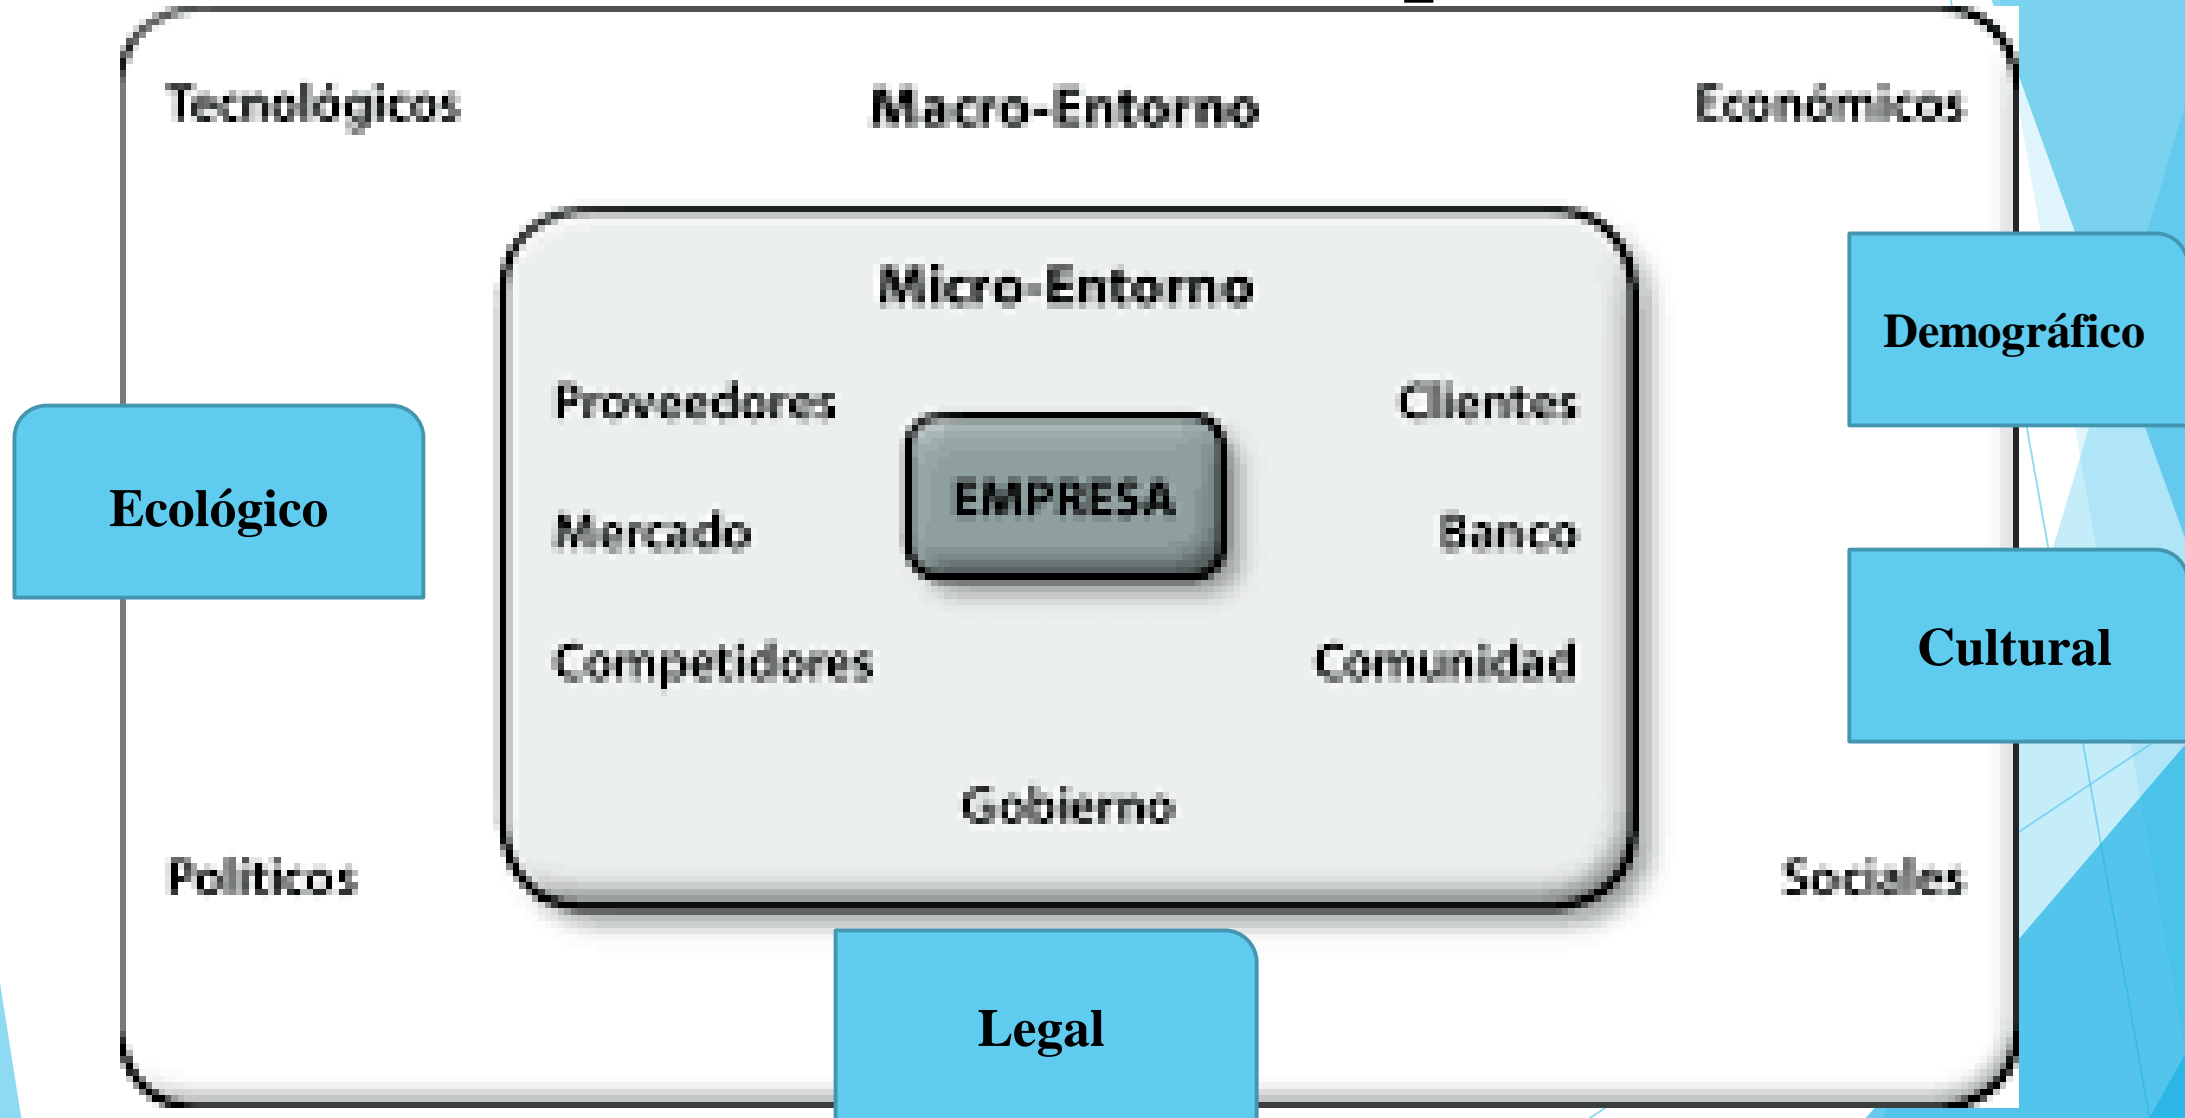 Tecnológicos
Macro-Entorno
Económicos
Micro-Entorno
Demográfico
Proveedores
Clientes
EMPRESA
Ecológico
Mercado
Banco
Competidores
Comunidad
Cultural
Gobierno
Políticos
Sociales
Legal